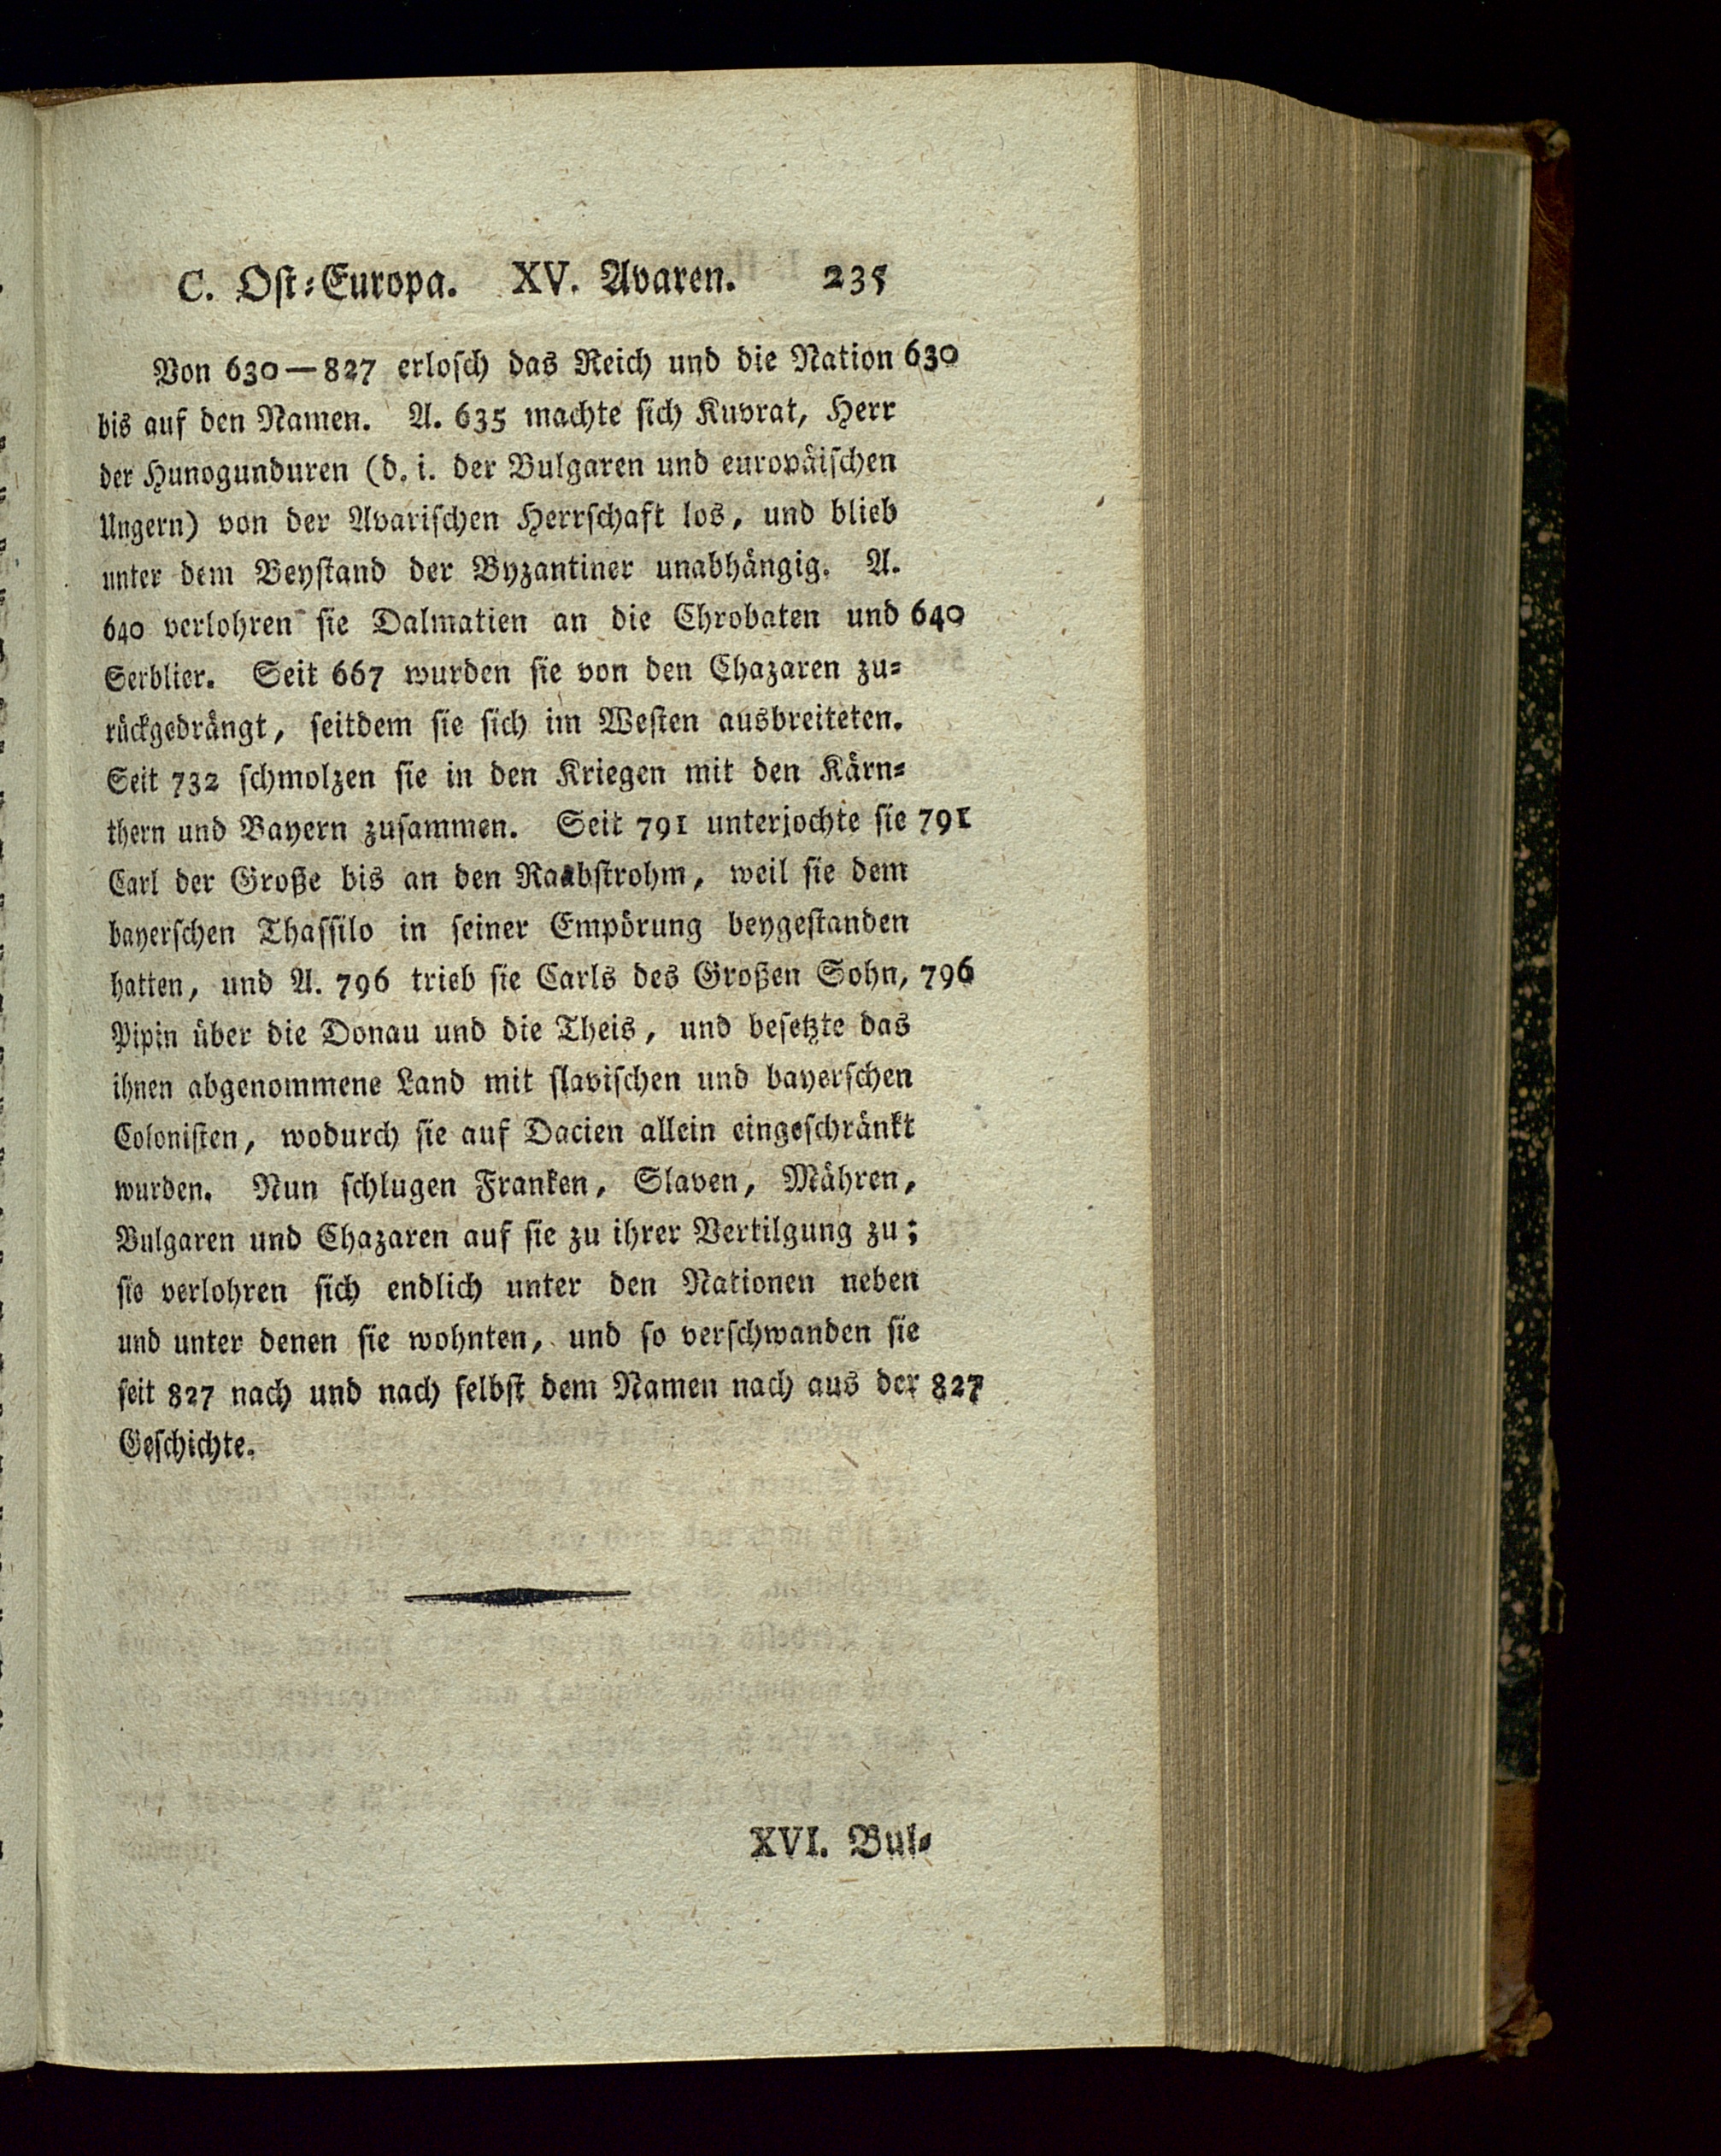 C. Ost-Europa. XV. Avaren. 235
Von 630—827 erlosch das Reich und die Nation 630
bis auf den Namen. A. 635 machte sich Kuvrat, Herr
der Hunogunduren (d. i. der Bulgaren und europäischen
Ungern) von der Avarischen Herrschaft los, und blieb
unter dem Beystand der Byzantiner unabhängig. A.
640 verlohren sie Dalmatien an die Chrobaten und 640
Serblier. Seit 667 wurden sie von den Chazaren zu-
rückgedrängt, seitdem sie sich im Westen ausbreiteten.
Seit 732 schmolzen sie in den Kriegen mit den Kärn-
thern und Bayern zusammen. Seit 791 unterjochte sie 791
Carl der Große bis an den Raabstrohm, weil sie dem
bayerschen Thassilo in seiner Empörung beygestanden
hatten, und A. 796 trieb sie Carls des Großen Sohn, 796
Pipin über die Donau und die Theis, und besetzte das
ihnen abgenommene Land mit slavischen und bayerschen
Colonisten, wodurch sie auf Dacien allein eingeschränkt
wurden. Nun schlugen Franken, Slaven, Mähren,
Bulgaren und Chazaren auf sie zu ihrer Vertilgung zu;
sie verlohren sich endlich unter den Nationen neben
und unter denen sie wohnten, und so verschwanden sie
seit 827 nach und nach selbst dem Namen nach aus der 827
Geschichte.
XVI. Bul-